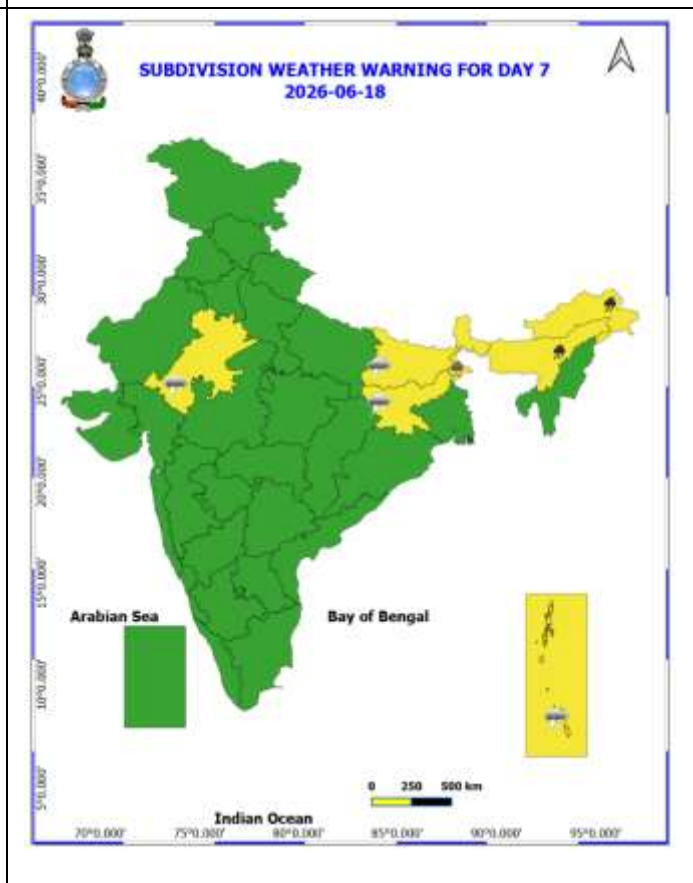 SUBDIVISION WEATHER WARNING FOR DAY 7
2026-06-18
40°0.000'
35°0.000'
30°0.000'
25°0.000'
20°0.000'
15°0.000'
10°0.000'
5°0.000'
Arabian Sea
Bay of Bengal
0 250 500 km
Indian Ocean
70°0.000' 75°0.000' 80°0.000' 85°0.000' 90°0.000' 95°0.000'